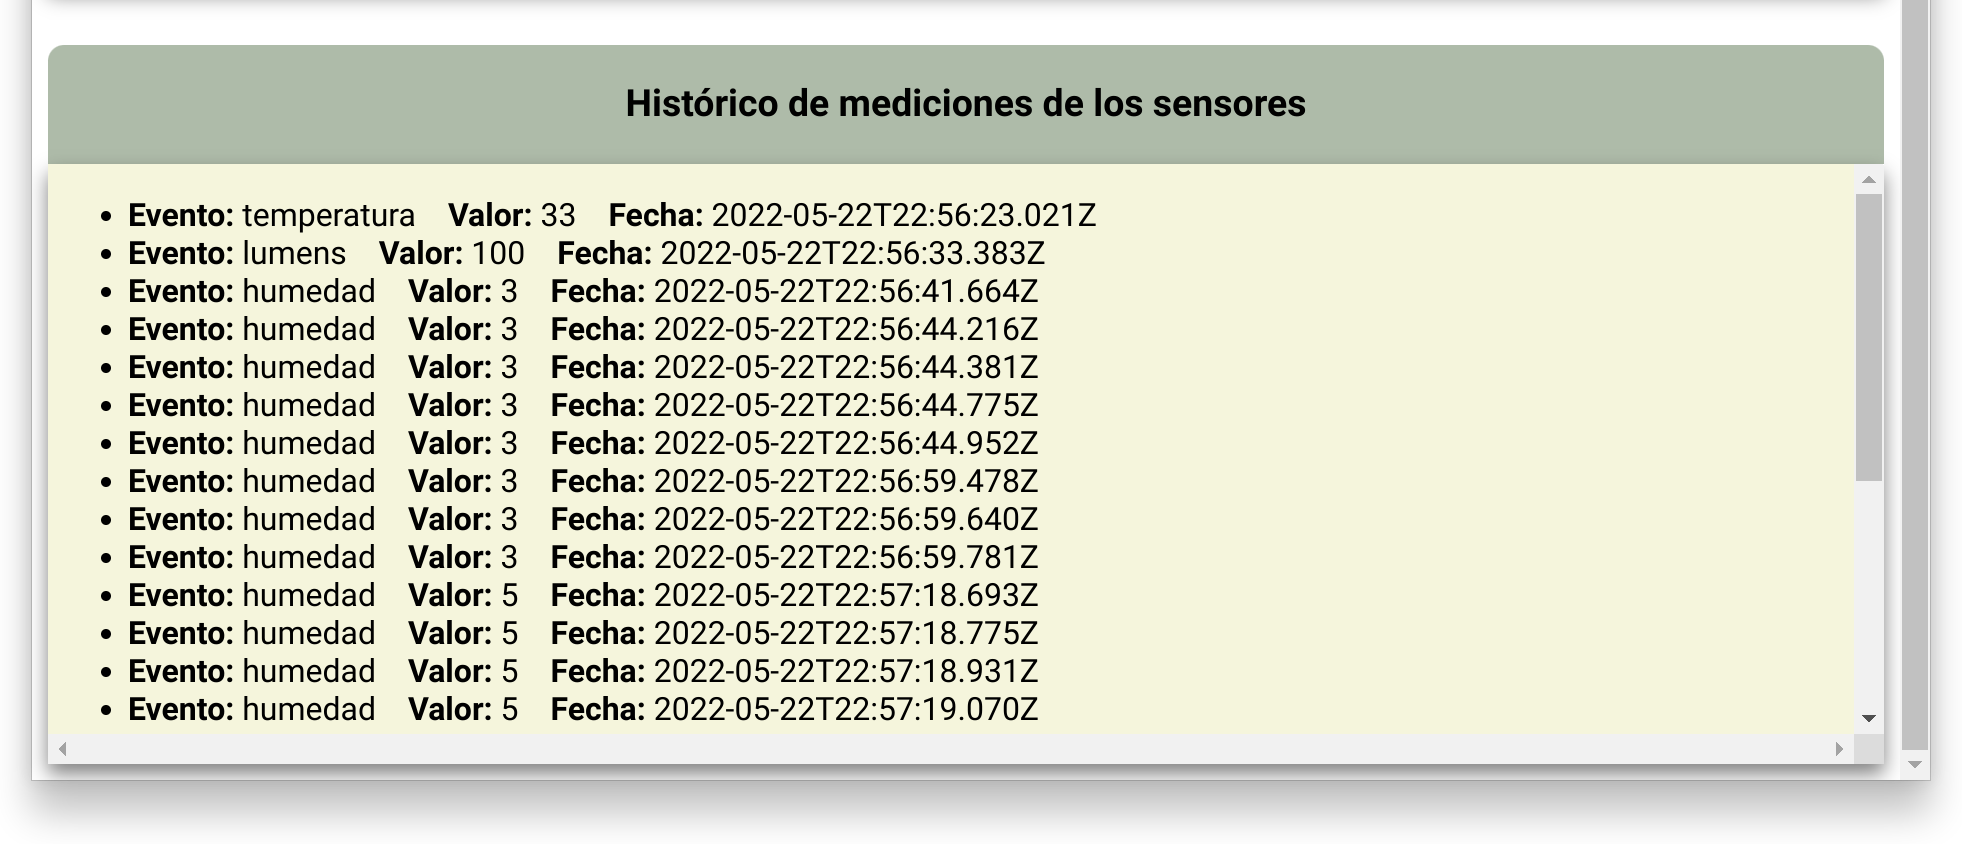 Histórico de mediciones de los sensores
Evento: temperatura Valor: 33 Fecha: 2022-05-22T22:56:23.021Z
Evento: lumens Valor: 100 Fecha: 2022-05-22T22:56:33.383Z
Evento: humedad Valor: 3 Fecha: 2022-05-22T22:56:41.664Z
Evento: humedad Valor: 3 Fecha: 2022-05-22T22:56:44.216Z
Evento: humedad Valor: 3 Fecha: 2022-05-22T22:56:44.381Z
Evento: humedad Valor: 3 Fecha: 2022-05-22T22:56:44.775Z
Evento: humedad Valor: 3 Fecha: 2022-05-22T22:56:44.952Z
Evento: humedad Valor: 3 Fecha: 2022-05-22T22:56:59.478Z
Evento: humedad Valor: 3 Fecha: 2022-05-22T22:56:59.640Z
Evento: humedad Valor: 3 Fecha: 2022-05-22T22:56:59.781Z
Evento: humedad Valor: 5 Fecha: 2022-05-22T22:57:18.693Z
Evento: humedad Valor: 5 Fecha: 2022-05-22T22:57:18.775Z
Evento: humedad Valor: 5 Fecha: 2022-05-22T22:57:18.931Z
Evento: humedad Valor: 5 Fecha: 2022-05-22T22:57:19.070Z